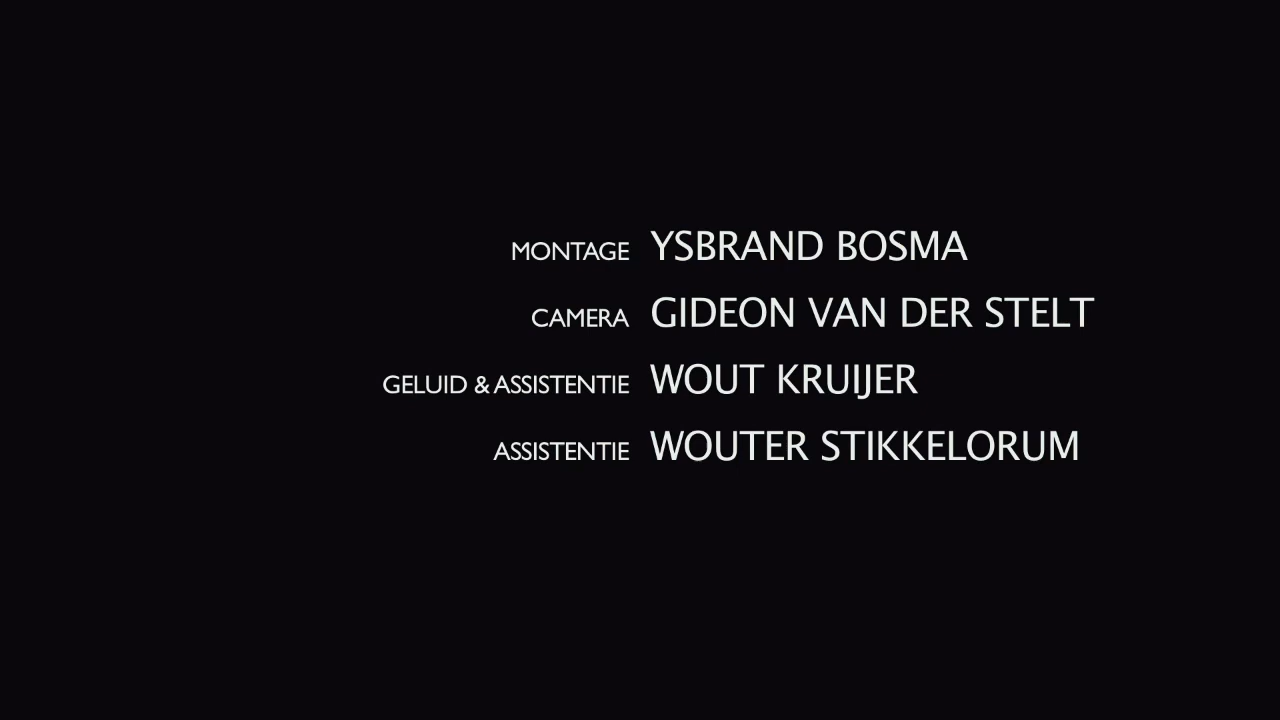 MONTAGE YSBRAND BOSMA
CAMERA GIDEON VAN DER STELT
GELUID & ASSISTENTIE WOUT KRUIJER
ASSISTENTIE WOUTER STIKKELORUM